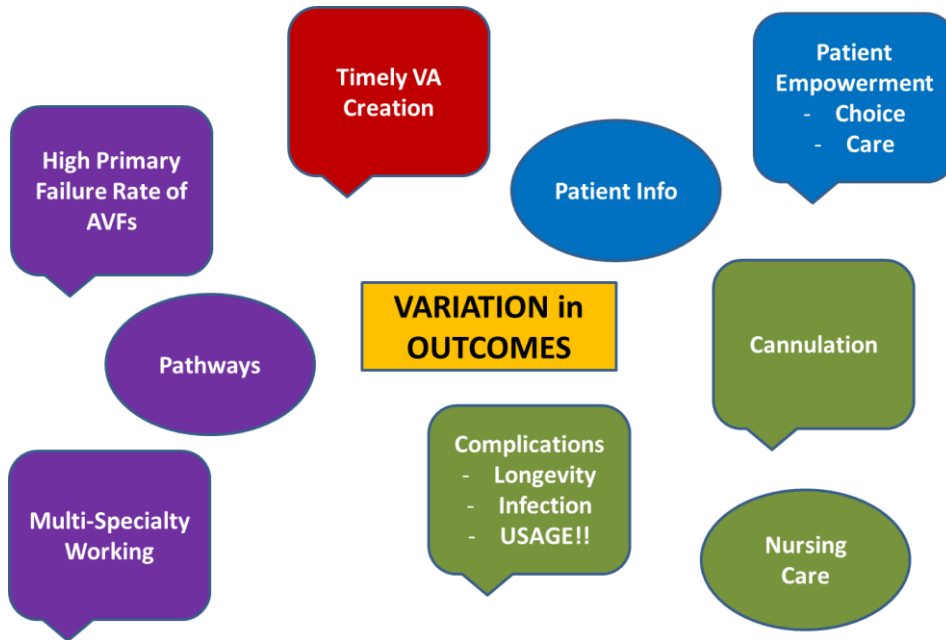 Timely VA
Creation
Patient
Empowerment
- Choice
- Care
High Primary
Failure Rate of
AVFs
Patient Info
VARIATION in
OUTCOMES
Pathways
Cannulation
Complications
- Longevity
- Infection
- USAGE!!
Multi-Specialty
Working
Nursing
Care